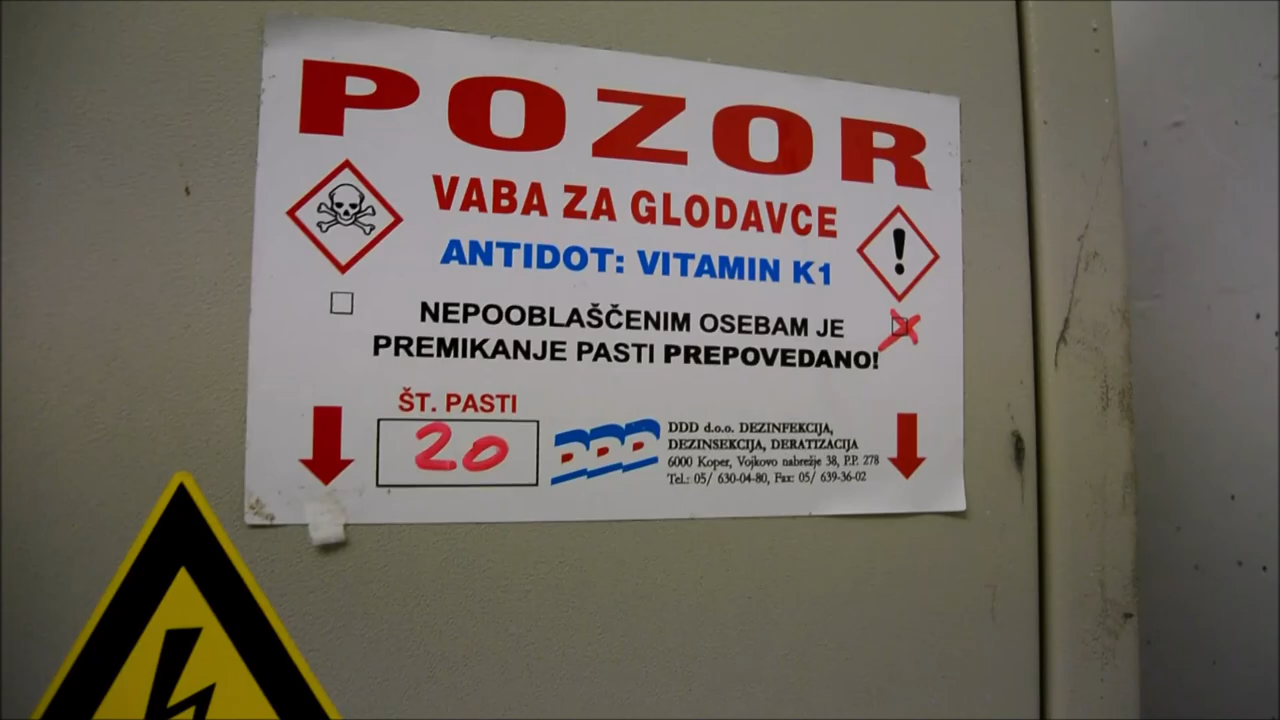 POZOR
VABA ZA GLODAVCE
ANTIDOT: VITAMIN K1
NEPOOBLAŠČENIM OSEBAM JE
PREMIKANJE PASTI PREPOVEDANO!
ŠT. PASTI
20
DDD
DDD d.o.o. DEZINFEKCIJA,
DEZINSEKCIJA, DERATIZACIJA
6000 Koper, Vojkovo nabrežje 38, P.P. 278
Tel.: 05/ 630-04-80, Fax: 05/ 639-36-02